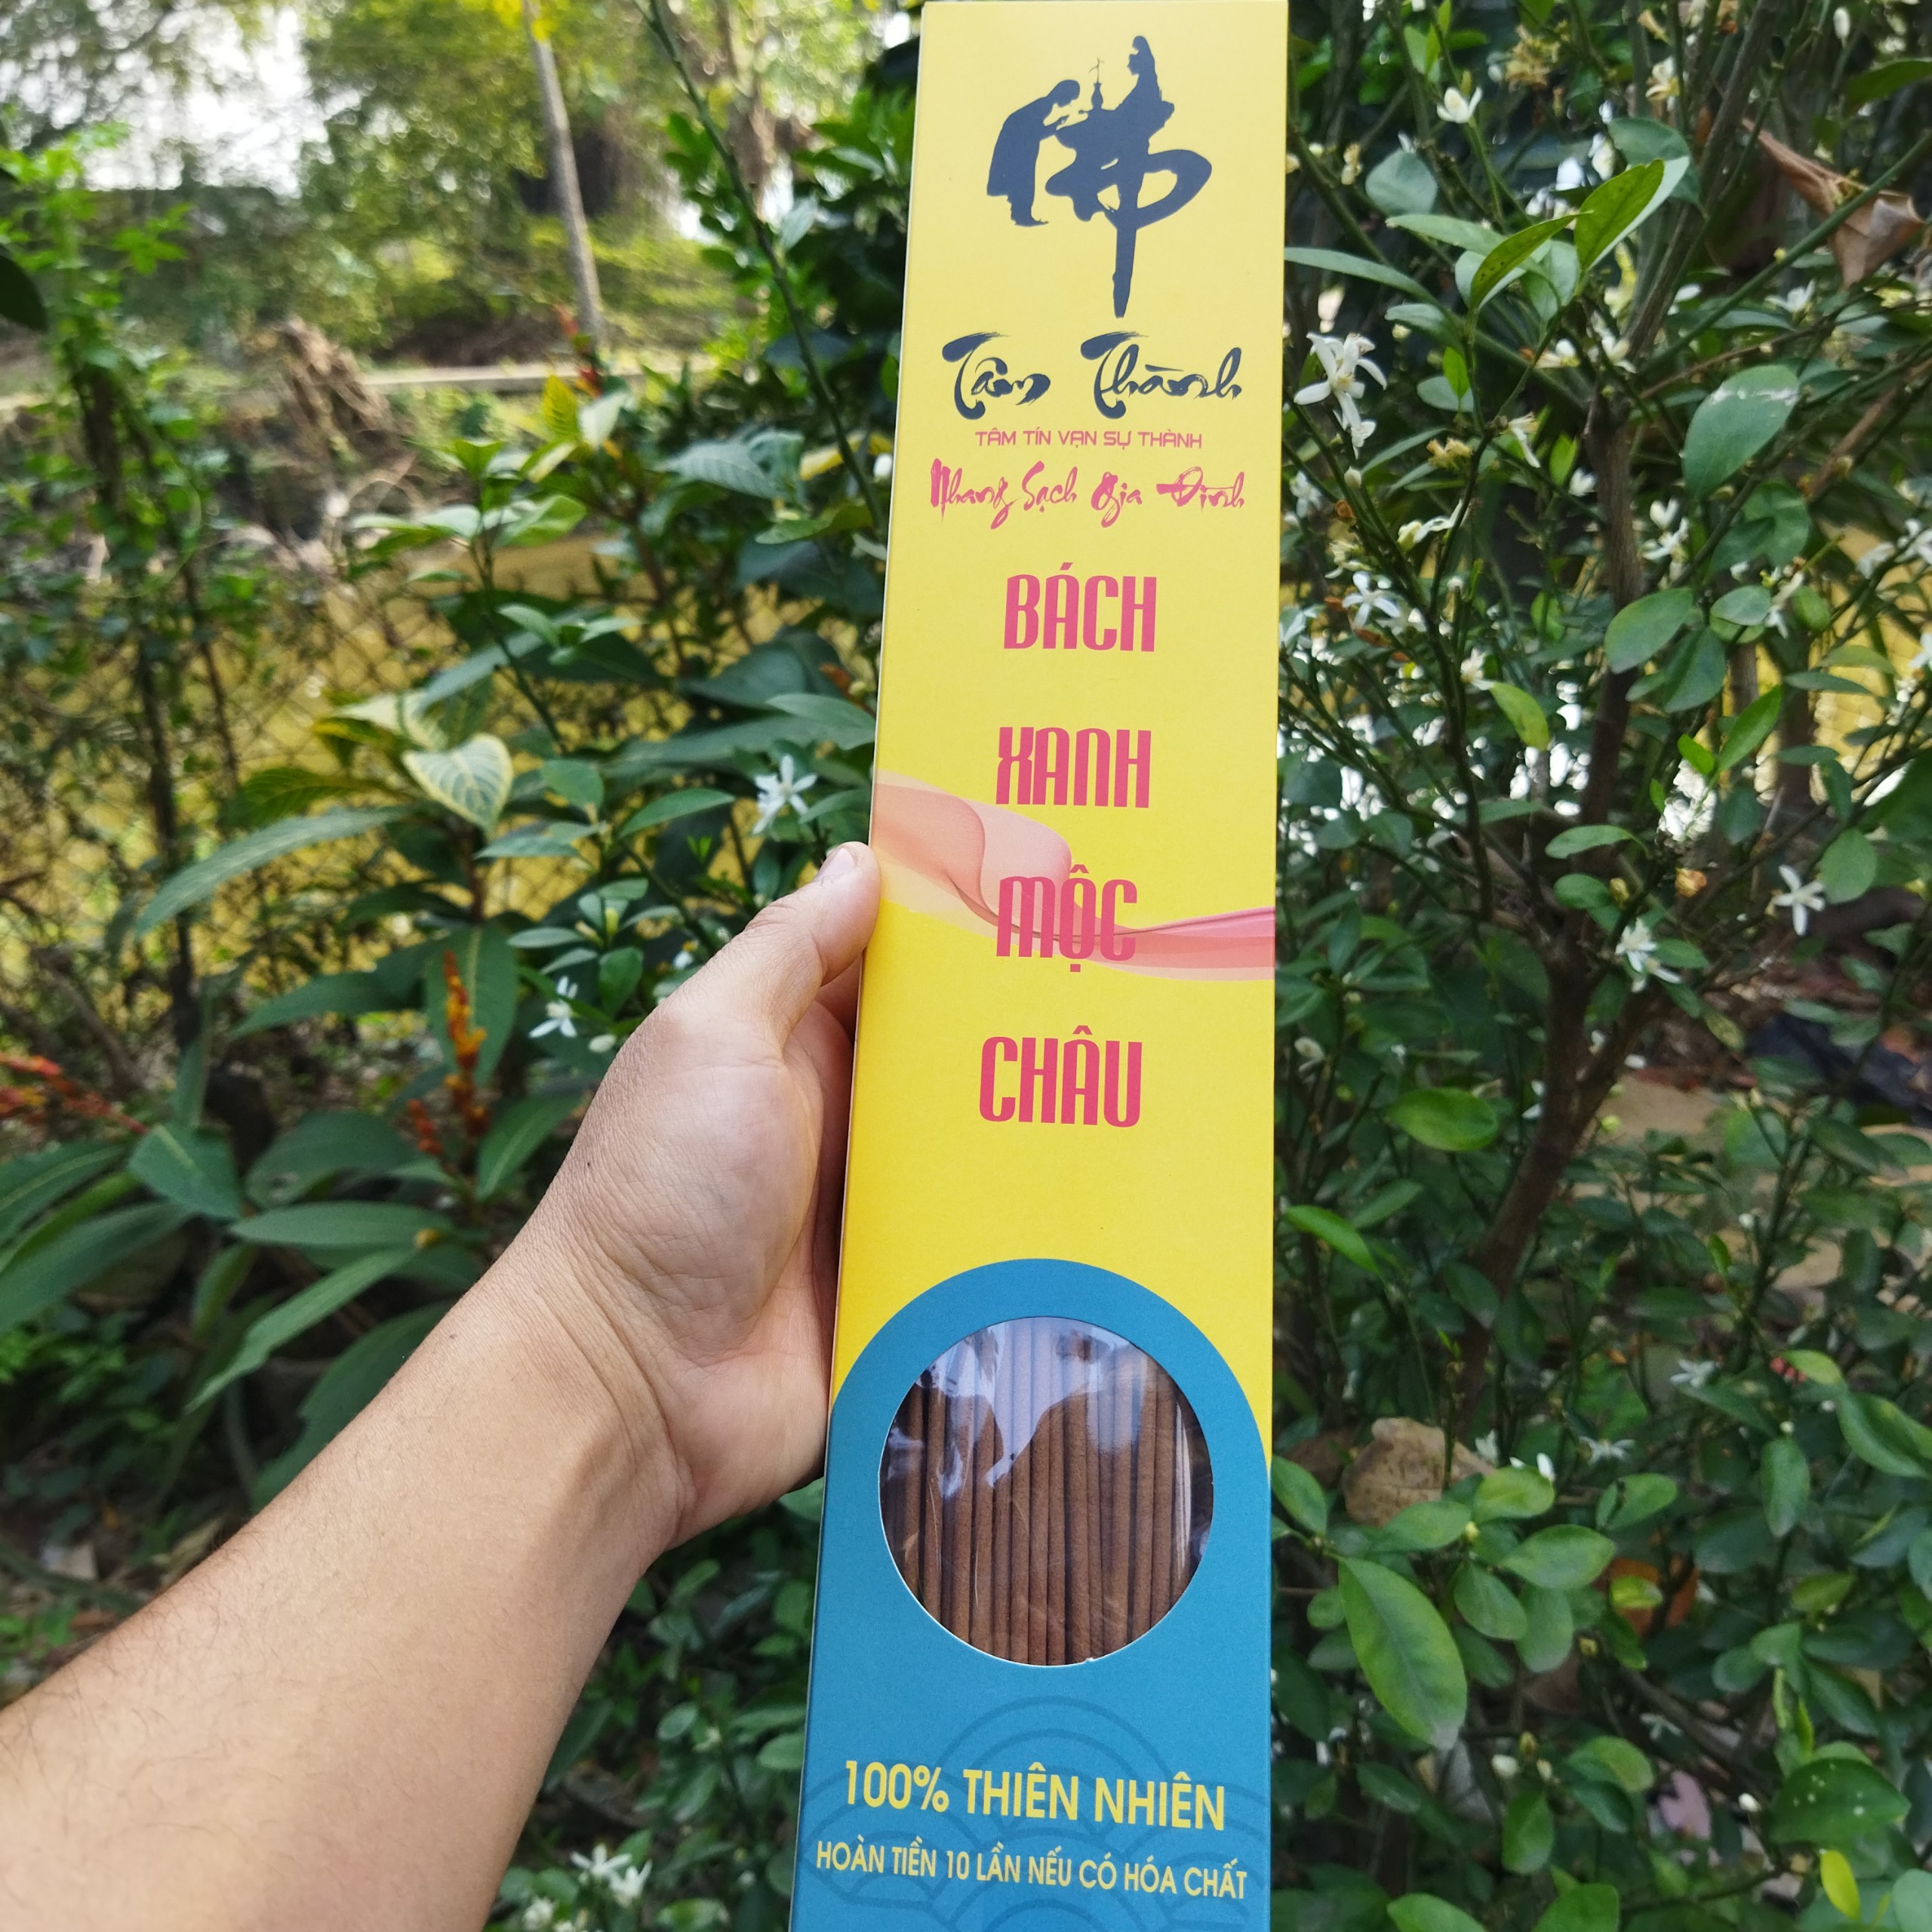 佛
Tâm Thành
TÂM TÍN VẠN SỰ THÀNH
Nhang Sạch Gia Đình
BÁCH
XANH
MỘC
CHÂU
100% THIÊN NHIÊN
HOÀN TIỀN 10 LẦN NẾU CÓ HÓA CHẤT